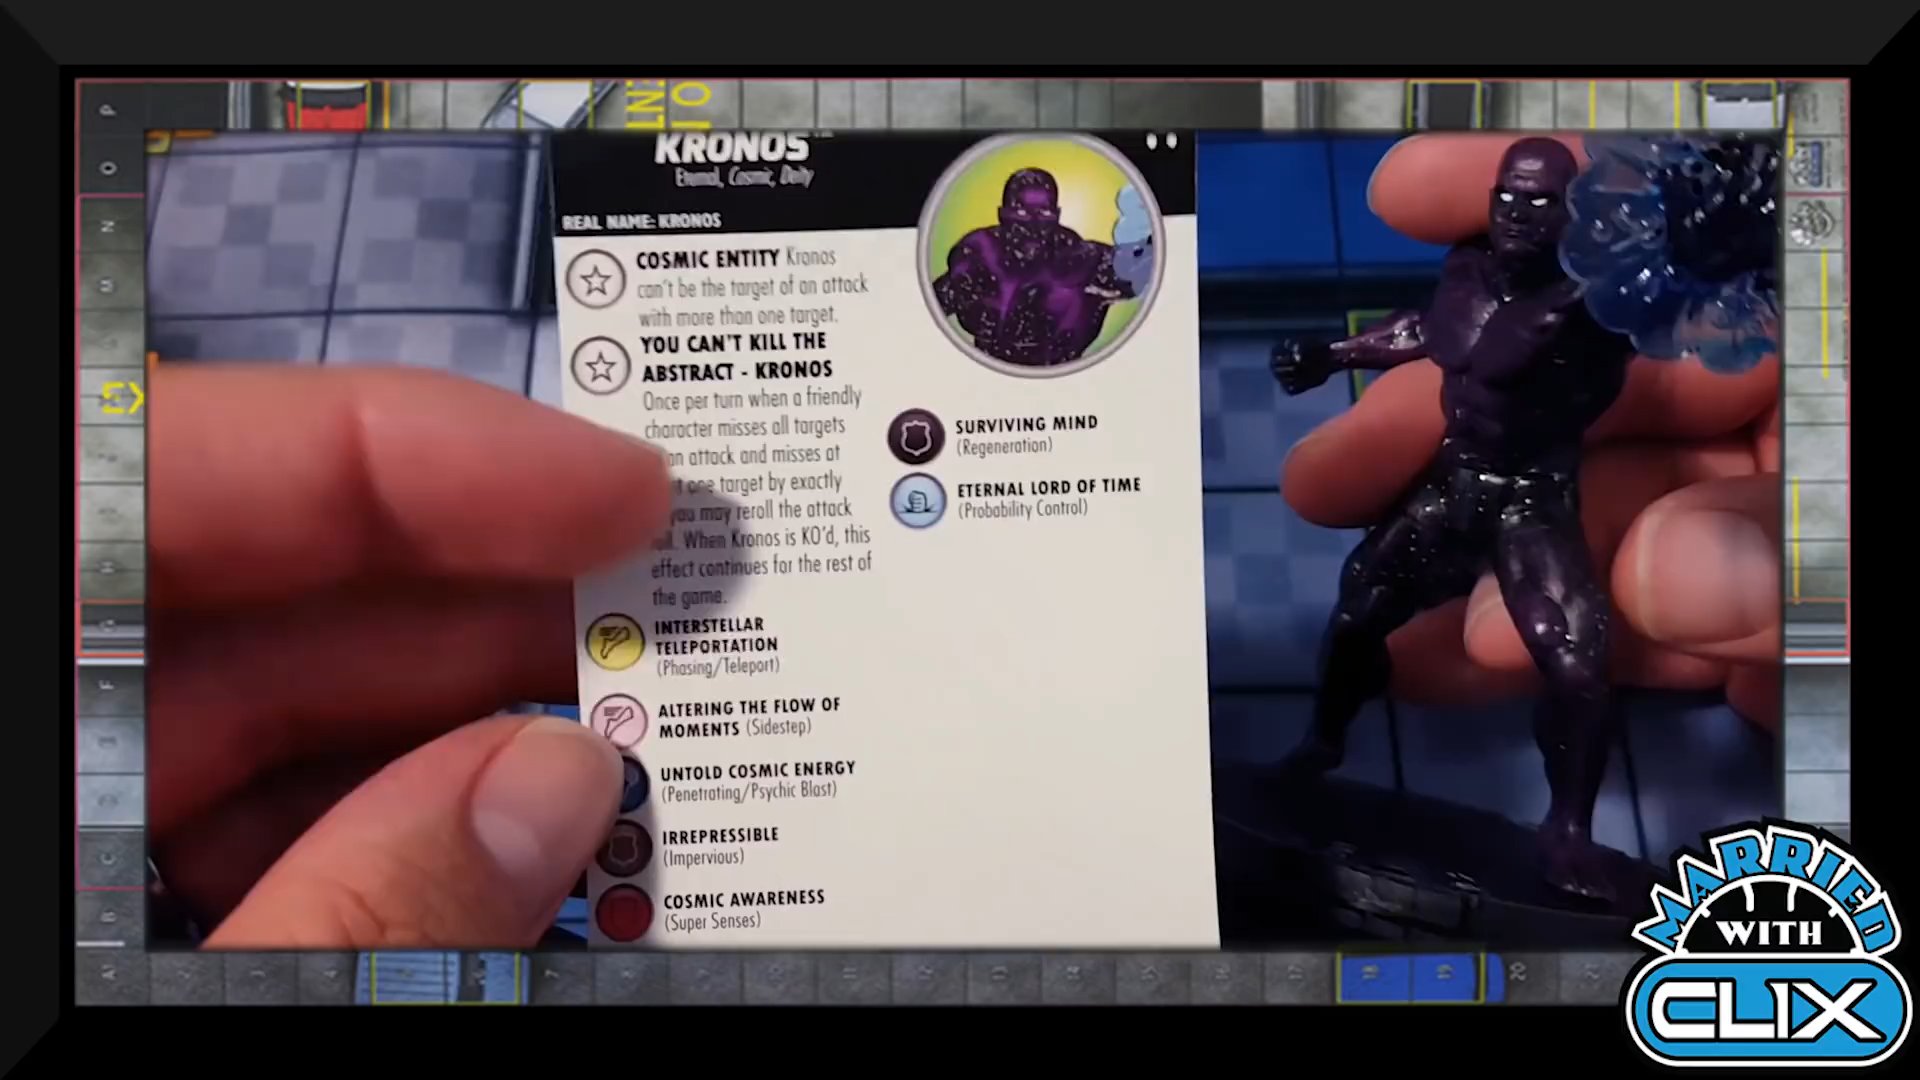 KRONOS
Eternal, Cosmic, Deity
REAL NAME: KRONOS
COSMIC ENTITY Kronos
can't be the target of an attack
with more than one target.
YOU CAN'T KILL THE
ABSTRACT - KRONOS
Once per turn when a friendly
character misses all targets
an attack and misses at
one target by exactly
you may reroll the attack
When Kronos is KO'd, this
effect continues for the rest of
the game.
INTERSTELLAR
TELEPORTATION
(Phasing/Teleport)
ALTERING THE FLOW OF
MOMENTS (Sidestep)
UNTOLD COSMIC ENERGY
(Penetrating/Psychic Blast)
IRREPRESSIBLE
(Impervious)
COSMIC AWARENESS
(Super Senses)
SURVIVING MIND
(Regeneration)
ETERNAL LORD OF TIME
(Probability Control)
MARRIED
WITH
CLIX